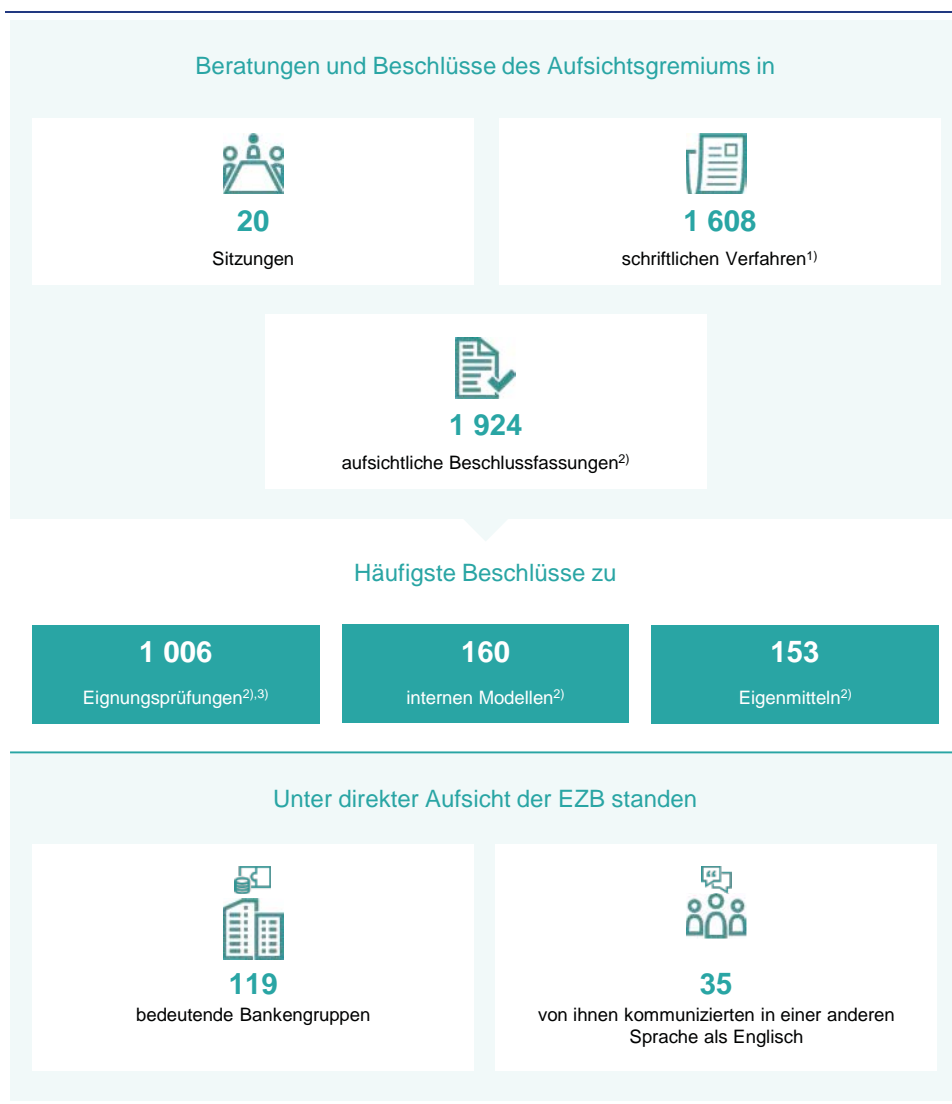 Beratungen und Beschlüsse des Aufsichtsgremiums in
20
Sitzungen
1 608
schriftlichen Verfahren1)
1 924
aufsichtliche Beschlussfassungen2)
Häufigste Beschlüsse zu
1 006
Eignungsprüfungen2),3)
160
internen Modellen2)
153
Eigenmitteln2)
Unter direkter Aufsicht der EZB standen
119
bedeutende Bankengruppen
35
von ihnen kommunizierten in einer anderen
Sprache als Englisch